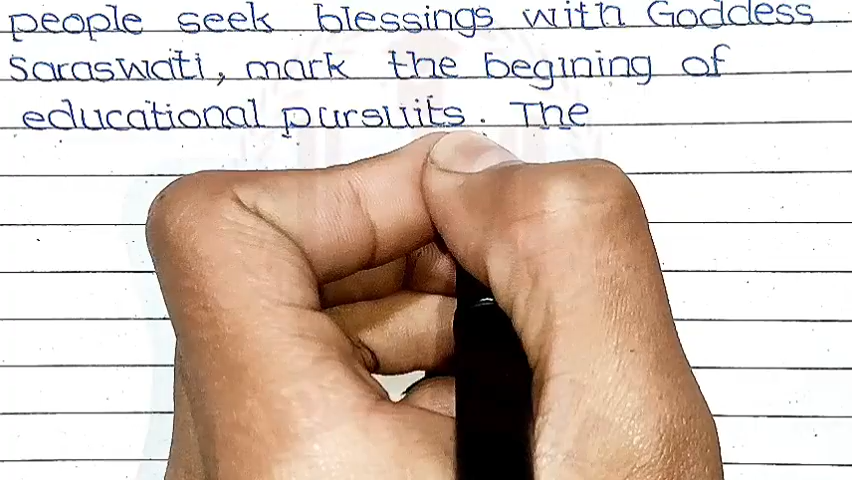 people seek blessings with Goddess
Saraswati, mark the begining of
educational pursuits. The